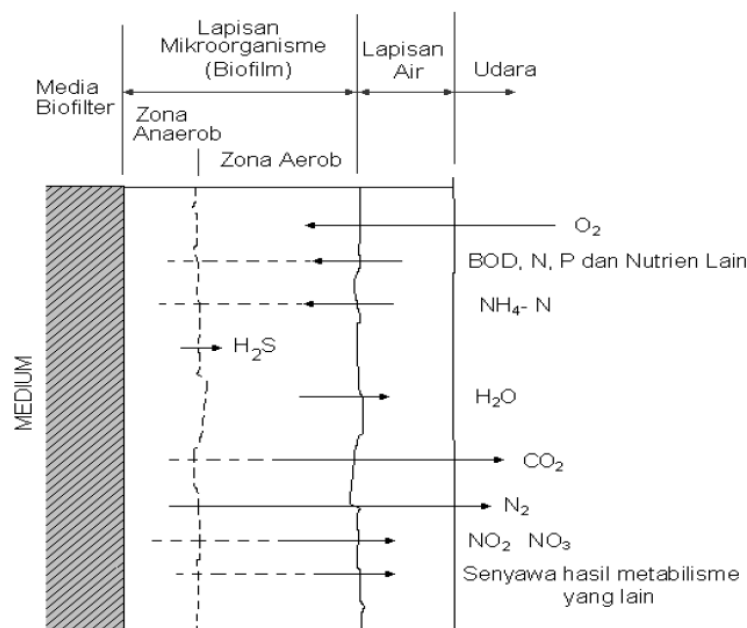 Lapisan
Mikroorganisme
(Biofilm)
Lapisan
Air
Udara
Media
Biofilter
Zona
Anaerob
Zona Aerob
O₂
BOD, N, P dan Nutrien Lain
NH₄- N
H₂S
H₂O
CO₂
N₂
NO₂ NO₃
Senyawa hasil metabilisme
yang lain
MEDIUM